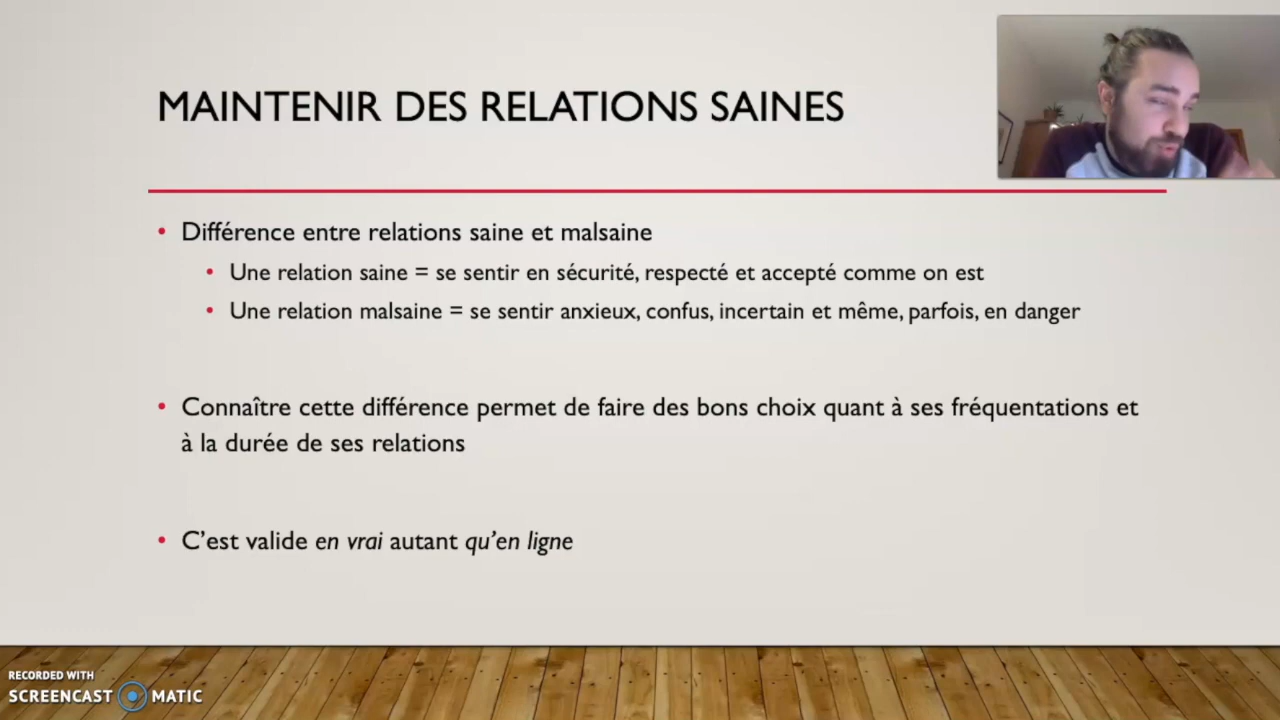 MAINTENIR DES RELATIONS SAINES
• Différence entre relations saine et malsaine
• Une relation saine = se sentir en sécurité, respecté et accepté comme on est
• Une relation malsaine = se sentir anxieux, confus, incertain et même, parfois, en danger
• Connaître cette différence permet de faire des bons choix quant à ses fréquentations et
à la durée de ses relations
• C’est valide en vrai autant qu’en ligne
RECORDED WITH
SCREENCAST MATIC